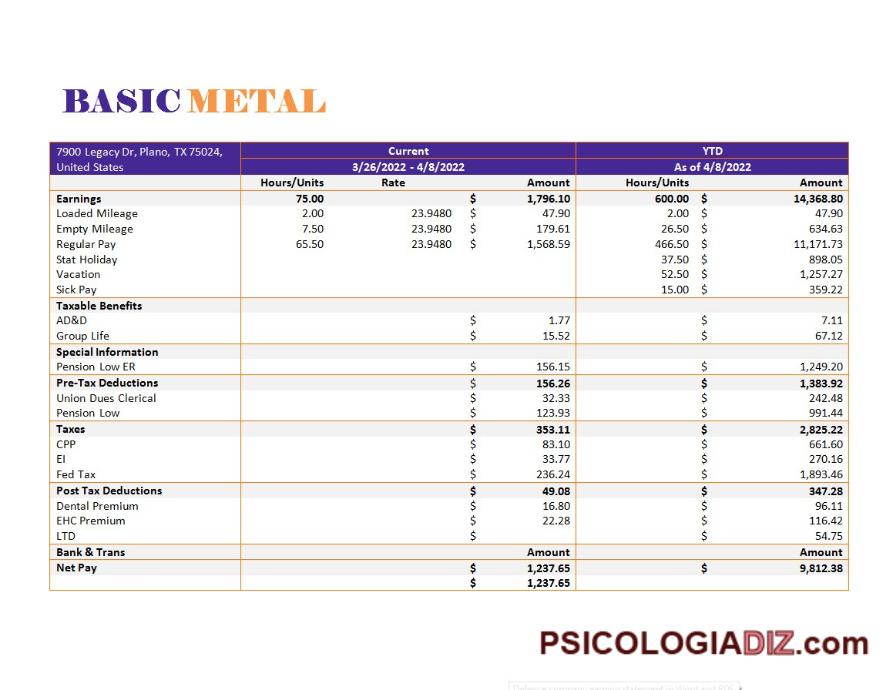 BASIC METAL
7900 Legacy Dr, Plano, TX 75024, Current YTD
United States 3/26/2022 - 4/8/2022 As of 4/8/2022
Hours/Units Rate Amount Hours/Units Amount
Earnings 75.00 $ 1,796.10 600.00 $ 14,368.80
Loaded Mileage 2.00 23.9480 $ 47.90 2.00 $ 47.90
Empty Mileage 7.50 23.9480 $ 179.61 26.50 $ 634.63
Regular Pay 65.50 23.9480 $ 1,568.59 466.50 $ 11,171.73
Stat Holiday 37.50 $ 898.05
Vacation 52.50 $ 1,257.27
Sick Pay 15.00 $ 359.22
Taxable Benefits
AD&D $ 1.77 $ 7.11
Group Life $ 15.52 $ 67.12
Special Information
Pension Low ER $ 156.15 $ 1,249.20
Pre-Tax Deductions $ 156.26 $ 1,383.92
Union Dues Clerical $ 32.33 $ 242.48
Pension Low $ 123.93 $ 991.44
Taxes $ 353.11 $ 2,825.22
CPP $ 83.10 $ 661.60
EI $ 33.77 $ 270.16
Fed Tax $ 236.24 $ 1,893.46
Post Tax Deductions $ 49.08 $ 347.28
Dental Premium $ 16.80 $ 96.11
EHC Premium $ 22.28 $ 116.42
LTD $ $ 54.75
Bank & Trans Amount Amount
Net Pay $ 1,237.65 $ 9,812.38
$ 1,237.65
PSICOLOGIADIZ.com